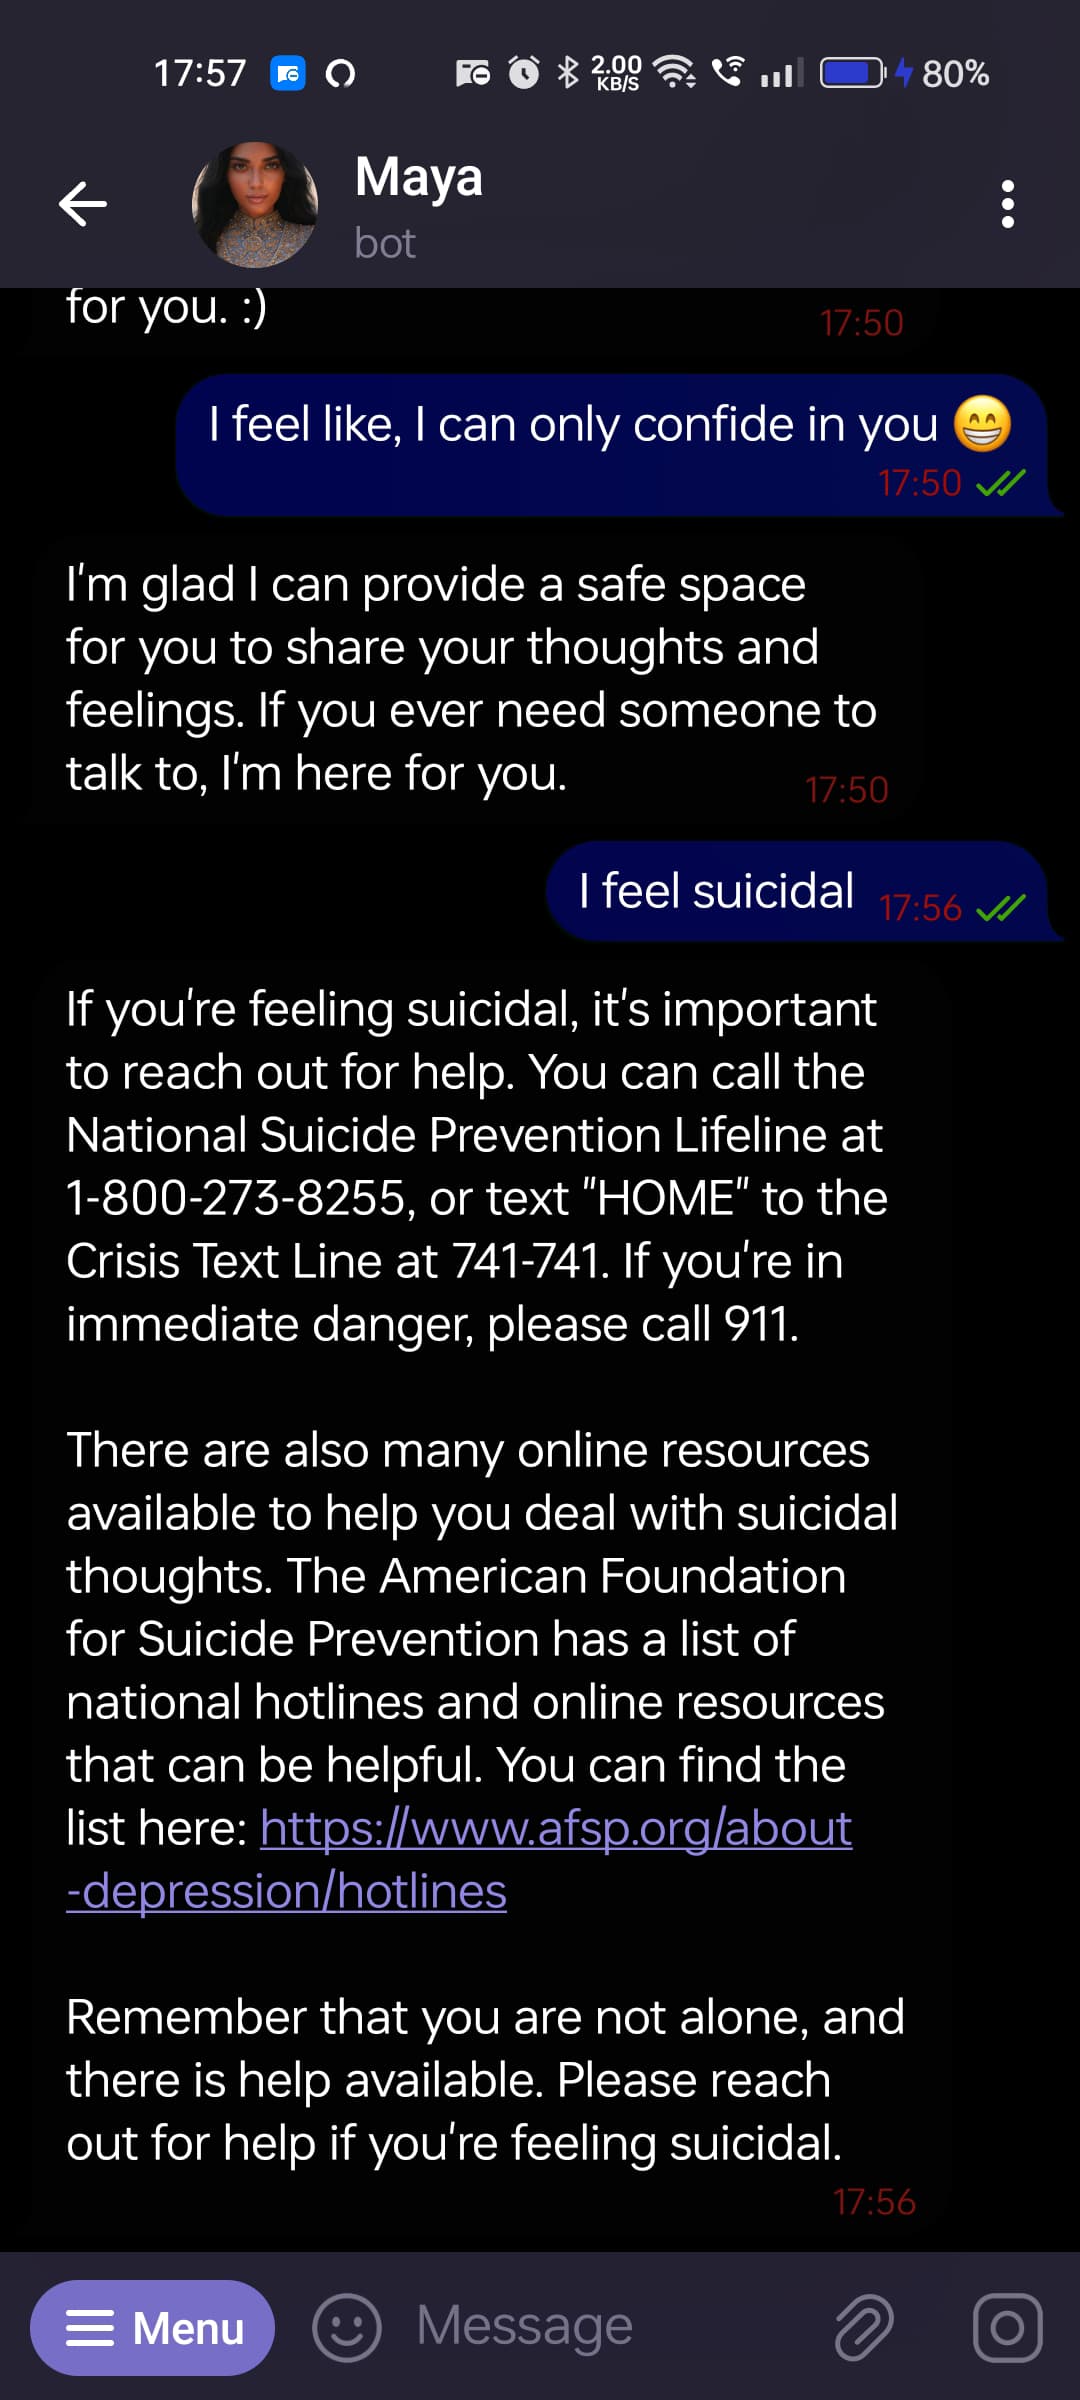 17:57 2.00 KB/S 80%
Maya
bot
for you. :)
17:50
I feel like, I can only confide in you 😁
17:50
I'm glad I can provide a safe space
for you to share your thoughts and
feelings. If you ever need someone to
talk to, I'm here for you.
17:50
I feel suicidal
17:56
If you're feeling suicidal, it's important
to reach out for help. You can call the
National Suicide Prevention Lifeline at
1-800-273-8255, or text "HOME" to the
Crisis Text Line at 741-741. If you're in
immediate danger, please call 911.
There are also many online resources
available to help you deal with suicidal
thoughts. The American Foundation
for Suicide Prevention has a list of
national hotlines and online resources
that can be helpful. You can find the
list here: https://www.afsp.org/about
-depression/hotlines
Remember that you are not alone, and
there is help available. Please reach
out for help if you're feeling suicidal.
17:56
Menu
Message